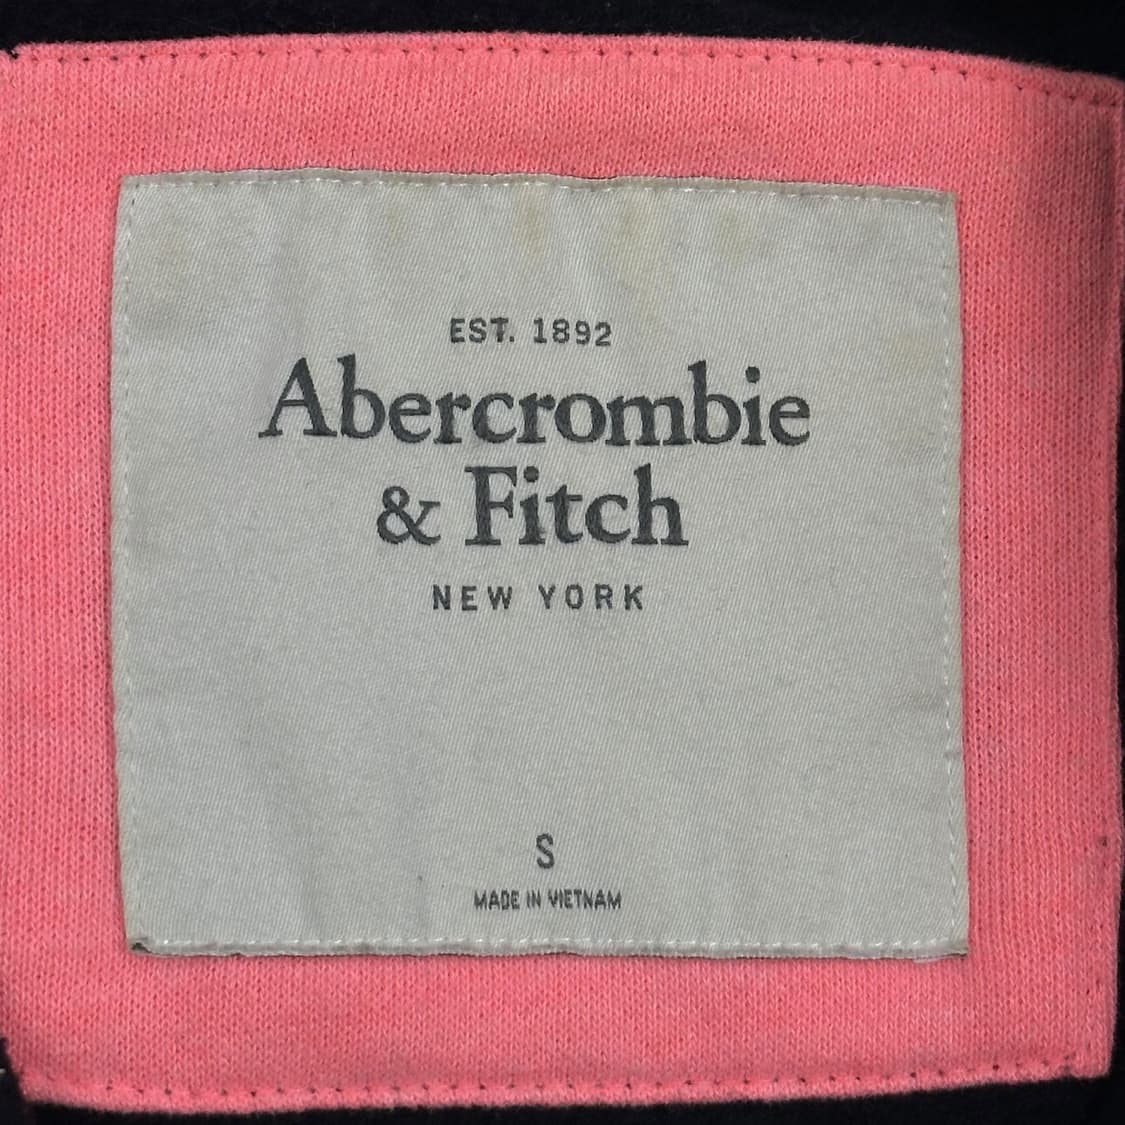 EST. 1892
Abercrombie
& Fitch
NEW YORK
S
MADE IN VIETNAM